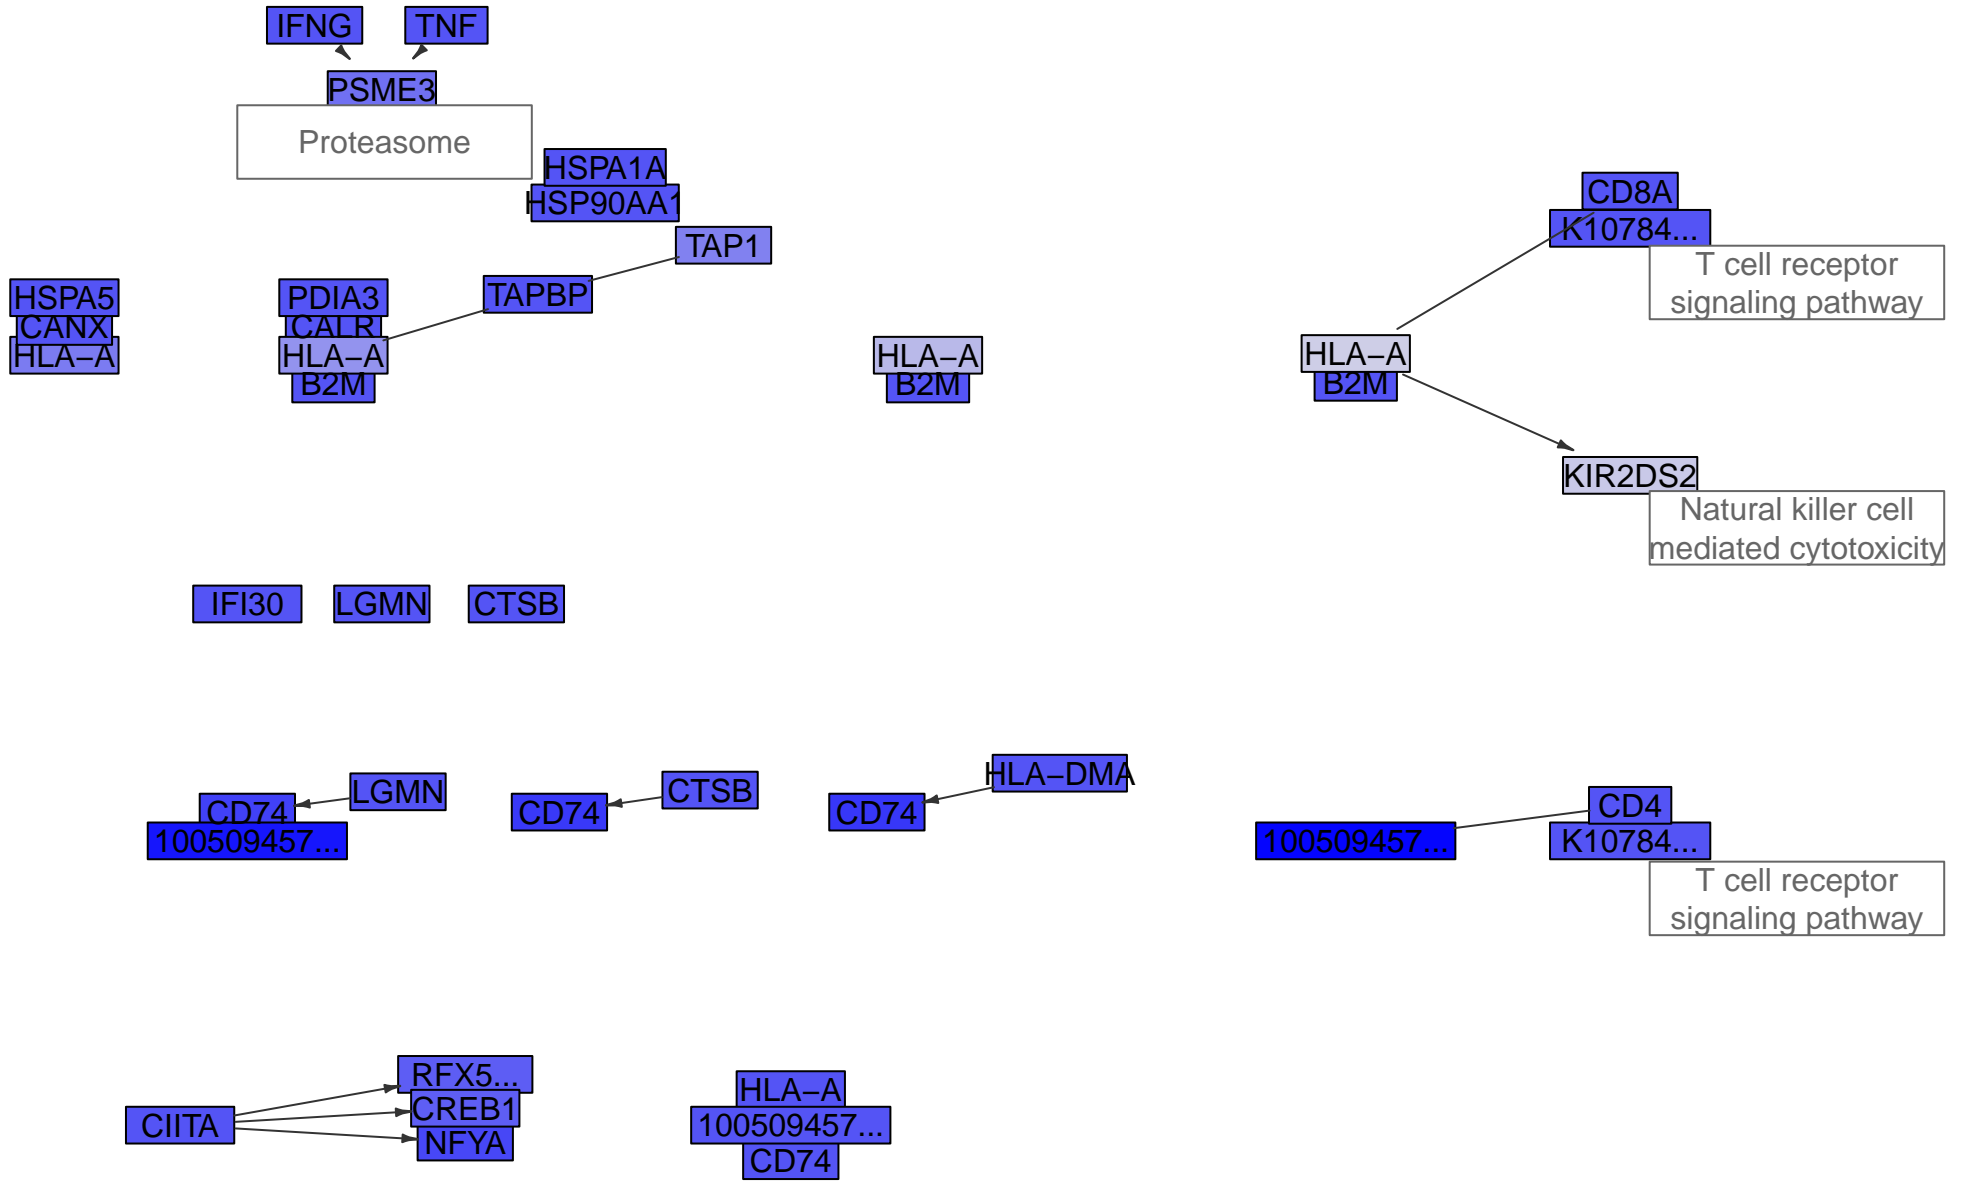 IFNG
TNF
PSME3
Proteasome
HSPA1A
HSP90AA1
TAP1
CD8A
K10784...
T cell receptor
signaling pathway
HSPA5
CANX
HLA−A
PDIA3
CALR
HLA−A
B2M
TAPBP
HLA−A
B2M
HLA−A
B2M
KIR2DS2
Natural killer cell
mediated cytotoxicity
IFI30
LGMN
CTSB
CD74
100509457...
LGMN
CD74
CTSB
CD74
HLA−DMA
100509457...
CD4
K10784...
T cell receptor
signaling pathway
CIITA
RFX5...
CREB1
NFYA
HLA−A
100509457...
CD74